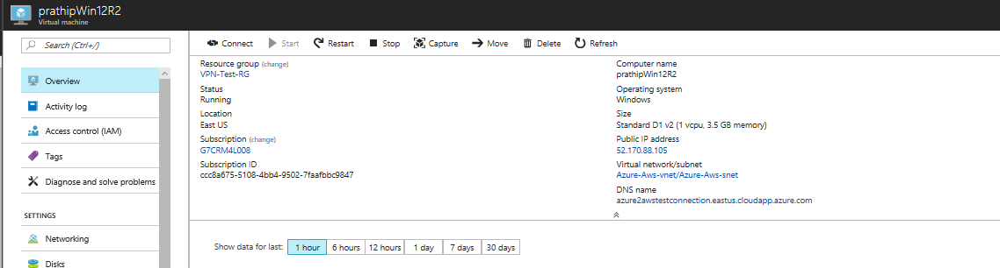 prathipWin12R2
Virtual machine
Search (Ctrl+/)
Overview
Activity log
Access control (IAM)
Tags
Diagnose and solve problems
SETTINGS
Networking
Disks
Connect Start Restart Stop Capture Move Delete Refresh
Resource group (change)
VPN-Test-RG
Status
Running
Location
East US
Subscription (change)
G7CRM4L008
Subscription ID
ccc8a675-5108-4bb4-9502-7faafbbc9847
Computer name
prathipWin12R2
Operating system
Windows
Size
Standard D1 v2 (1 vcpu, 3.5 GB memory)
Public IP address
52.170.88.105
Virtual network/subnet
Azure-Aws-vnet/Azure-Aws-snet
DNS name
azure2awstestconnection.eastus.cloudapp.azure.com
Show data for last: 1 hour 6 hours 12 hours 1 day 7 days 30 days